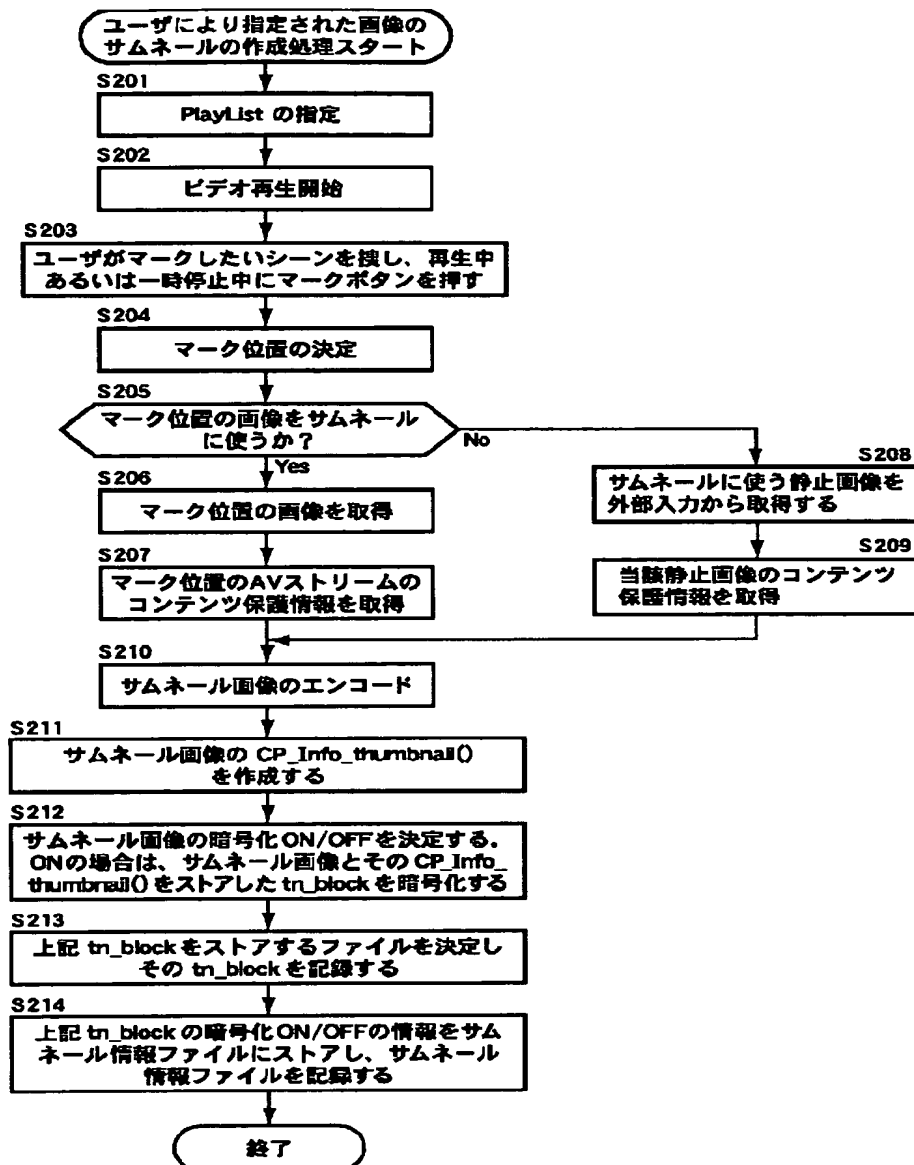 ユーザにより指定された画像の
サムネールの作成処理スタート
S201
PlayList の指定
S202
ビデオ再生開始
S203
ユーザがマークしたいシーンを捜し、再生中
あるいは一時停止中にマークボタンを押す
S204
マーク位置の決定
S205
マーク位置の画像をサムネール
に使うか？
No
Yes
S206
マーク位置の画像を取得
S207
マーク位置のAVストリームの
コンテンツ保護情報を取得
S208
サムネールに使う静止画像を
外部入力から取得する
S209
当該静止画像のコンテンツ
保護情報を取得
S210
サムネール画像のエンコード
S211
サムネール画像の CP_Info_thumbnail()
を作成する
S212
サムネール画像の暗号化ON/OFFを決定する。
ONの場合は、サムネール画像とその CP_Info_
thumbnail()をストアした tn_block を暗号化する
S213
上記 tn_block をストアするファイルを決定し
その tn_block を記録する
S214
上記 tn_block の暗号化ON/OFFの情報をサム
ネール情報ファイルにストアし、サムネール
情報ファイルを記録する
終了